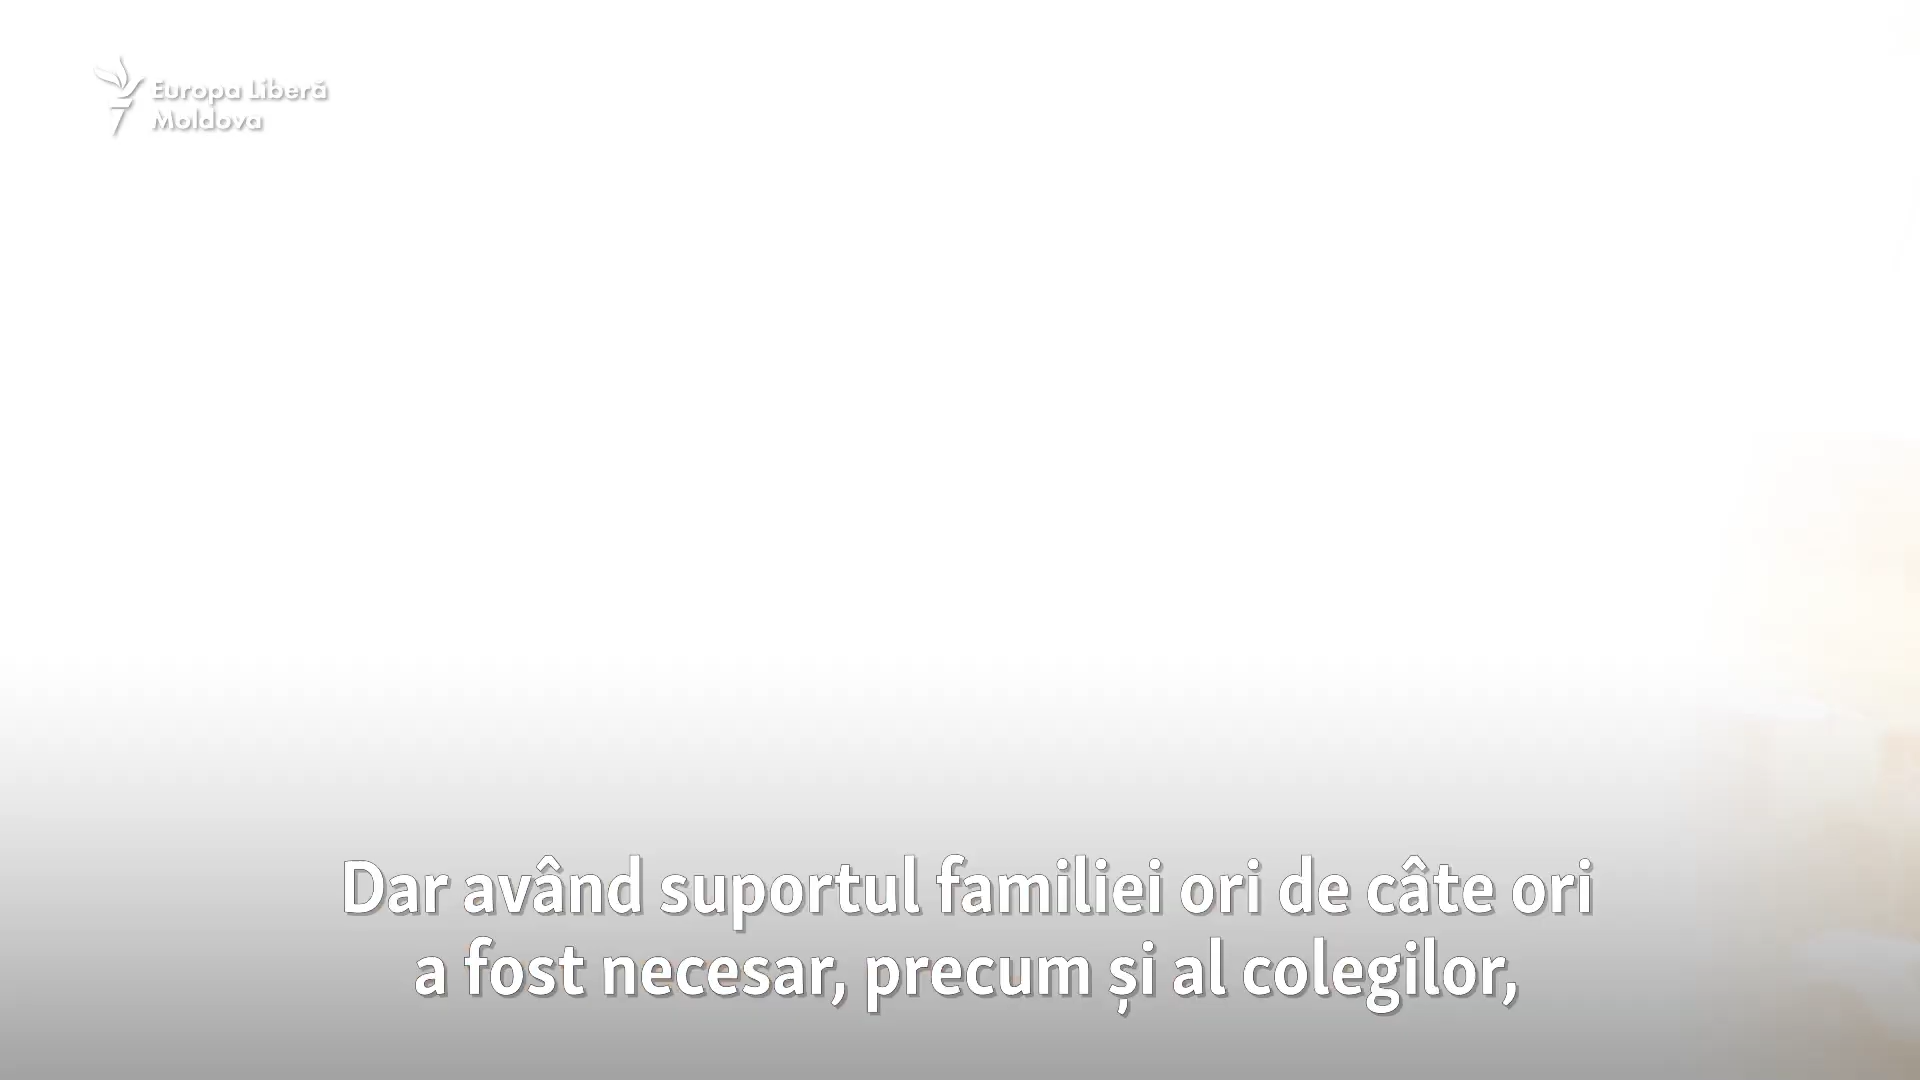 Europa Liberă
Moldova
Dar având suportul familiei ori de câte ori
a fost necesar, precum și al colegilor,